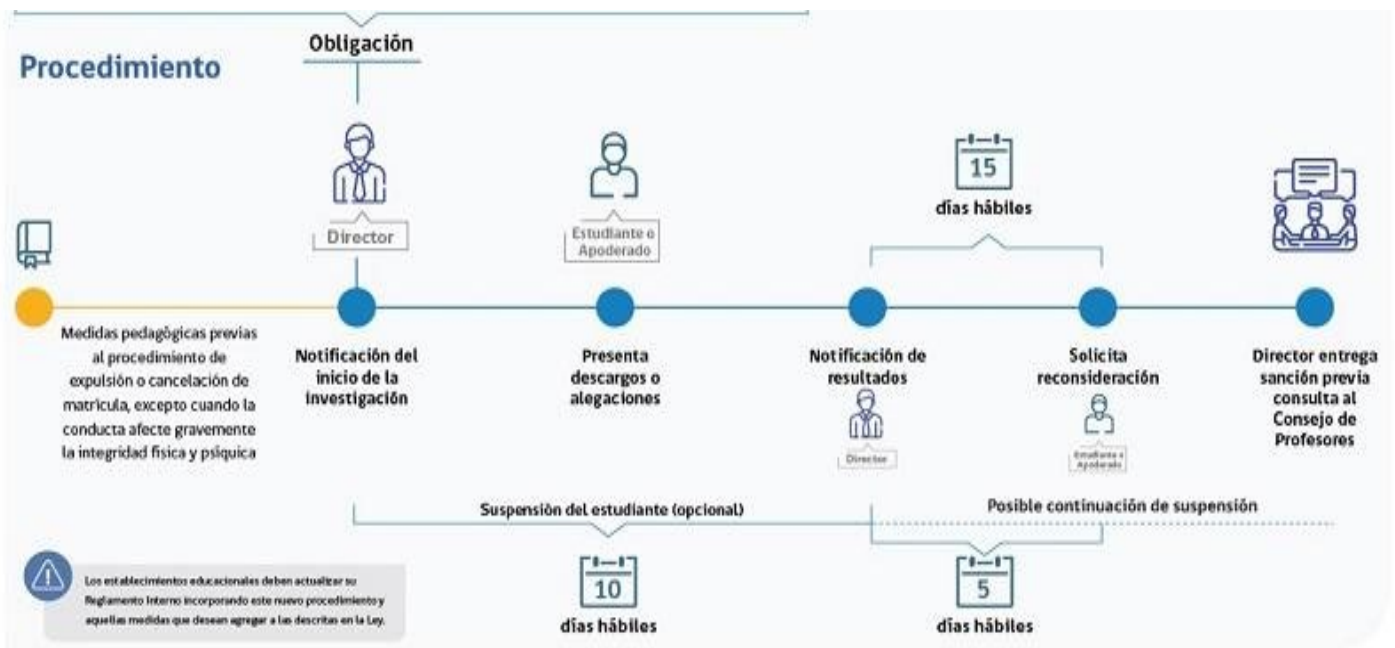 Procedimiento
Obligación
Director
Estudiante o
Apoderado
15
días hábiles
Medidas pedagógicas previas
al procedimiento de
expulsión o cancelación de
matrícula, excepto cuando la
conducta afecte gravemente
la integridad física y psíquica
Notificación del
inicio de la
investigación
Presenta
descargos o
alegaciones
Notificación de
resultados
Director
Solicita
reconsideración
Estudiante o
Apoderado
Director entrega
sanción previa
consulta al
Consejo de
Profesores
Suspensión del estudiante (opcional)
Posible continuación de suspensión
10
días hábiles
5
días hábiles
Los establecimientos educacionales deben actualizar su
Reglamento Interno incorporando este nuevo procedimiento y
aquellas medidas que desean agregar a las descritas en la Ley.